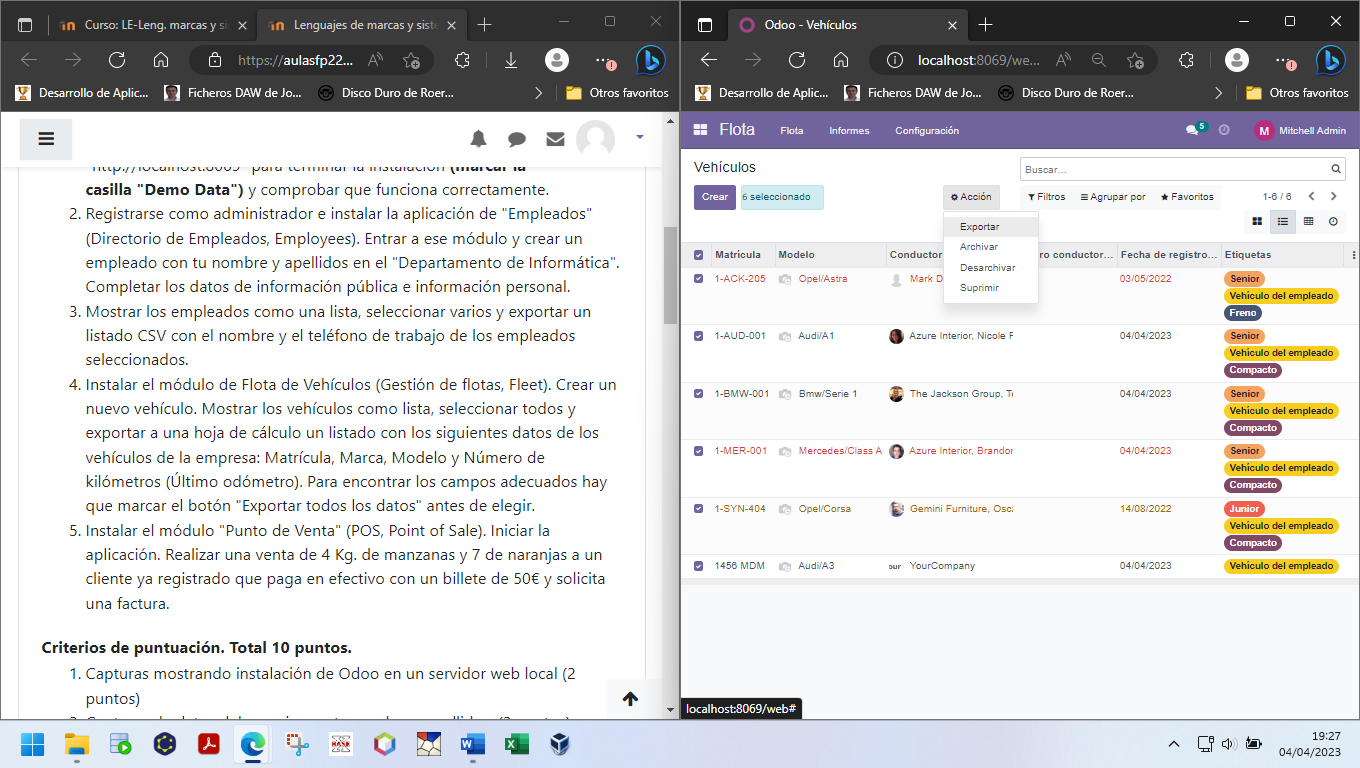 Curso: LE-Leng. marcas y si
Lenguajes de marcas y siste
https://aulasfp22...
Desarrollo de Aplic...
Ficheros DAW de Jo...
Disco Duro de Roer...
Otros favoritos
"http://localhost:8069" para terminar la instalación (marcar la
casilla "Demo Data") y comprobar que funciona correctamente.
2. Registrarse como administrador e instalar la aplicación de "Empleados"
(Directorio de Empleados, Employees). Entrar a ese módulo y crear un
empleado con tu nombre y apellidos en el "Departamento de Informática".
Completar los datos de información pública e información personal.
3. Mostrar los empleados como una lista, seleccionar varios y exportar un
listado CSV con el nombre y el teléfono de trabajo de los empleados
seleccionados.
4. Instalar el módulo de Flota de Vehículos (Gestión de flotas, Fleet). Crear un
nuevo vehículo. Mostrar los vehículos como lista, seleccionar todos y
exportar a una hoja de cálculo un listado con los siguientes datos de los
vehículos de la empresa: Matrícula, Marca, Modelo y Número de
kilómetros (Último odómetro). Para encontrar los campos adecuados hay
que marcar el botón "Exportar todos los datos" antes de elegir.
5. Instalar el módulo "Punto de Venta" (POS, Point of Sale). Iniciar la
aplicación. Realizar una venta de 4 Kg. de manzanas y 7 de naranjas a un
cliente ya registrado que paga en efectivo con un billete de 50€ y solicita
una factura.
Criterios de puntuación. Total 10 puntos.
1. Capturas mostrando instalación de Odoo en un servidor web local (2
puntos)
Odoo - Vehículos
localhost:8069/we...
Desarrollo de Aplic...
Ficheros DAW de Jo...
Disco Duro de Roer...
Otros favoritos
Flota Flota Informes Configuración 5 M Mitchell Admin
Vehículos
Buscar...
Crear 6 seleccionado Acción Filtros Agrupar por Favoritos 1-6 / 6
Exportar
Archivar
Desarchivar
Suprimir
Matrícula Modelo Conductor ro conductor... Fecha de registro... Etiquetas
1-ACK-205 Opel/Astra Mark D 03/05/2022 Senior
Vehículo del empleado
Freno
1-AUD-001 Audi/A1 Azure Interior, Nicole F 04/04/2023 Senior
Vehículo del empleado
Compacto
1-BMW-001 Bmw/Serie 1 The Jackson Group, Te 04/04/2023 Senior
Vehículo del empleado
Compacto
1-MER-001 Mercedes/Class A Azure Interior, Brandor 04/04/2023 Senior
Vehículo del empleado
Compacto
1-SYN-404 Opel/Corsa Gemini Furniture, Osca 14/08/2022 Junior
Vehículo del empleado
Compacto
1456 MDM Audi/A3 our YourCompany 04/04/2023 Vehículo del empleado
localhost:8069/web#
BASE
19:27
04/04/2023